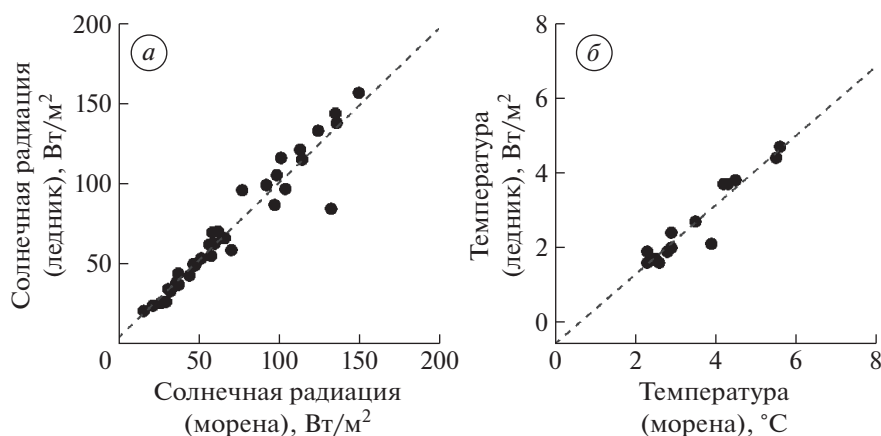 200
150
100
50
0
50
100
150
200
Солнечная радиация
(ледник), Вт/м²
Солнечная радиация
(морена), Вт/м²
а
8
6
4
2
0
0
2
4
6
8
Температура
(ледник), Вт/м²
Температура
(морена), °C
б